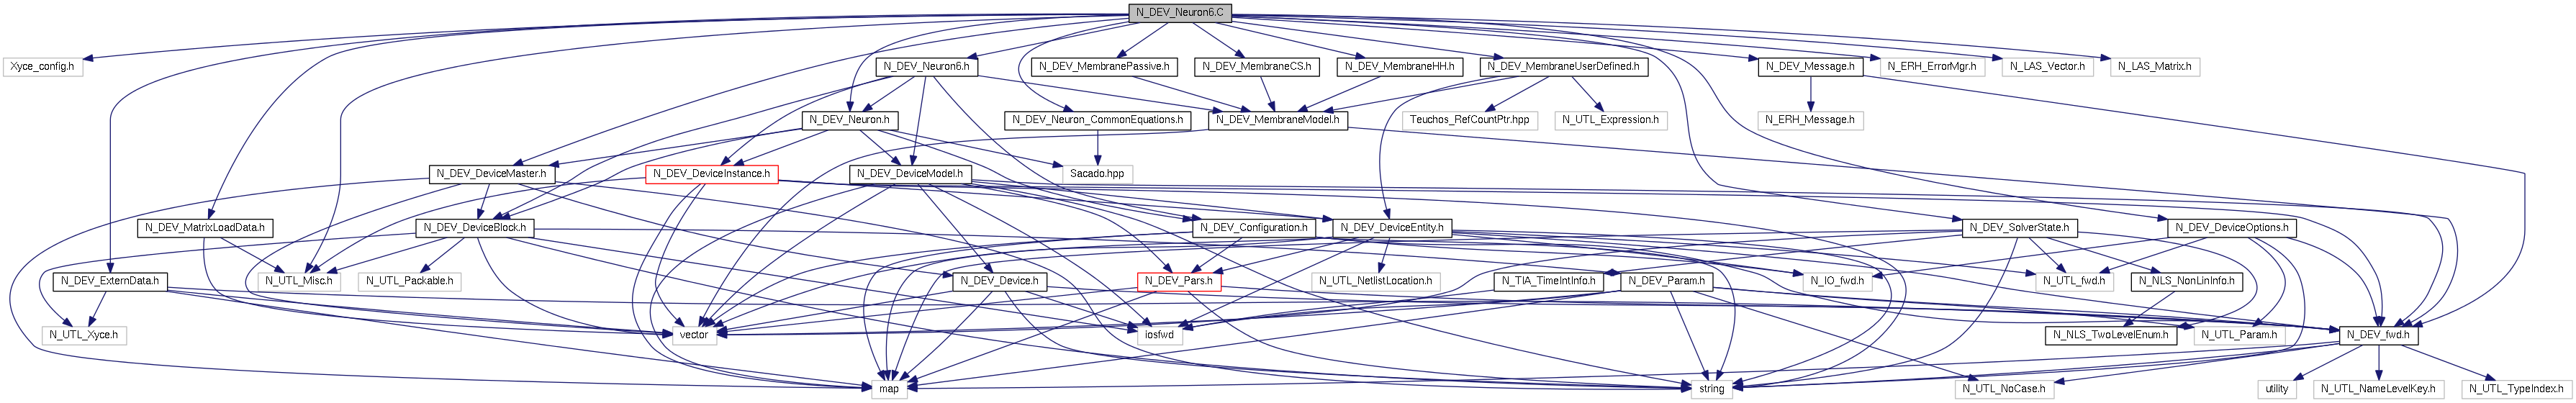 N_DEV_Neuron6.C
Xyce_config.h
N_DEV_Neuron6.h
N_DEV_MembranePassive.h
N_DEV_MembraneCS.h
N_DEV_MembraneHH.h
N_DEV_MembraneUserDefined.h
N_DEV_Message.h
N_ERH_ErrorMgr.h
N_LAS_Vector.h
N_LAS_Matrix.h
N_DEV_Neuron.h
N_DEV_Neuron_CommonEquations.h
N_DEV_MembraneModel.h
Teuchos_RefCountPtr.hpp
N_UTL_Expression.h
N_ERH_Message.h
N_DEV_DeviceMaster.h
N_DEV_DeviceInstance.h
N_DEV_DeviceModel.h
Sacado.hpp
N_DEV_MatrixLoadData.h
N_DEV_DeviceBlock.h
N_DEV_Configuration.h
N_DEV_DeviceEntity.h
N_DEV_SolverState.h
N_DEV_DeviceOptions.h
N_DEV_ExternData.h
N_UTL_Misc.h
N_UTL_Packable.h
N_DEV_Device.h
N_DEV_Pars.h
N_UTL_NetlistLocation.h
N_TIA_TimeIntInfo.h
N_DEV_Param.h
N_IO_fwd.h
N_UTL_fwd.h
N_NLS_NonLinInfo.h
N_UTL_Xyce.h
vector
iosfwd
N_NLS_TwoLevelEnum.h
N_UTL_Param.h
N_DEV_fwd.h
map
string
N_UTL_NoCase.h
utility
N_UTL_NameLevelKey.h
N_UTL_TypeIndex.h